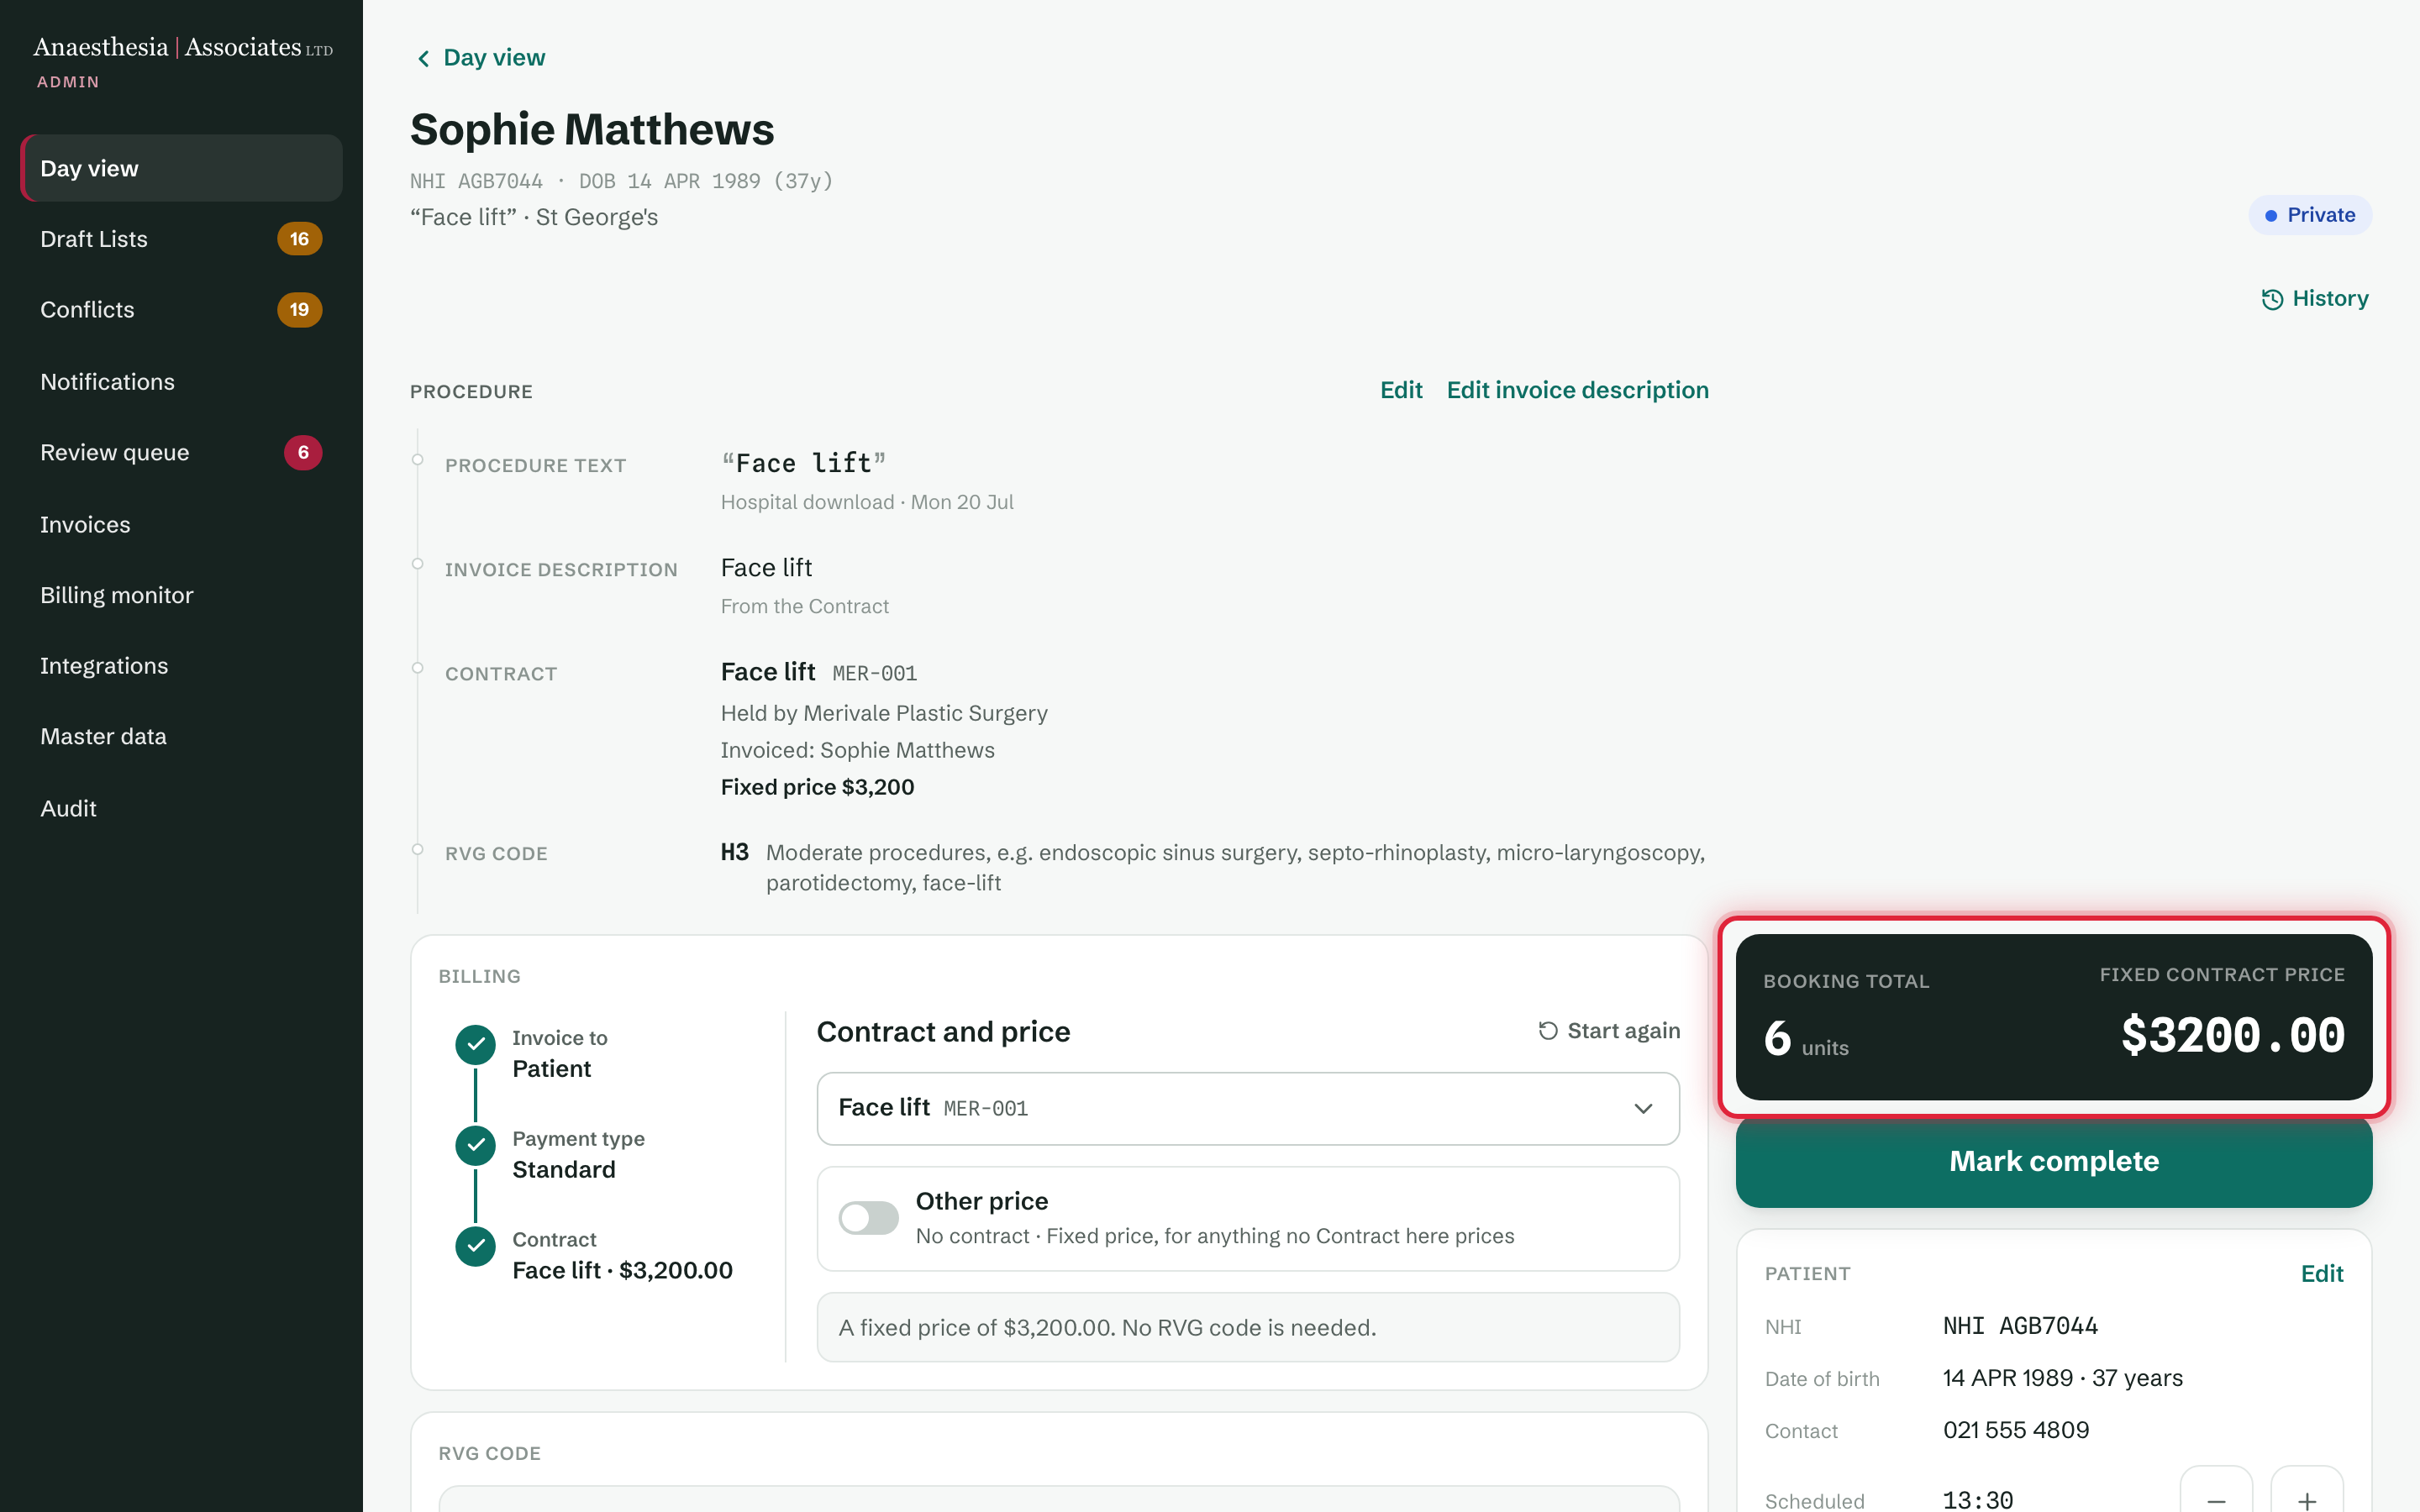 Anaesthesia | Associates LTD
ADMIN
Day view
Draft Lists 16
Conflicts 19
Notifications
Review queue 6
Invoices
Billing monitor
Integrations
Master data
Audit
Day view
Sophie Matthews
NHI AGB7044 · DOB 14 APR 1989 (37y)
“Face lift” · St George's
Private
History
PROCEDURE
Edit Edit invoice description
PROCEDURE TEXT
“Face lift”
Hospital download · Mon 20 Jul
INVOICE DESCRIPTION
Face lift
From the Contract
CONTRACT
Face lift MER-001
Held by Merivale Plastic Surgery
Invoiced: Sophie Matthews
Fixed price $3,200
RVG CODE
H3 Moderate procedures, e.g. endoscopic sinus surgery, septo-rhinoplasty, micro-laryngoscopy,
parotidectomy, face-lift
BILLING
Invoice to
Patient
Payment type
Standard
Contract
Face lift · $3,200.00
Contract and price
Start again
Face lift MER-001
Other price
No contract · Fixed price, for anything no Contract here prices
A fixed price of $3,200.00. No RVG code is needed.
RVG CODE
BOOKING TOTAL
6 units
FIXED CONTRACT PRICE
$3200.00
Mark complete
PATIENT
Edit
NHI NHI AGB7044
Date of birth 14 APR 1989 · 37 years
Contact 021 555 4809
Scheduled 13:30 − +